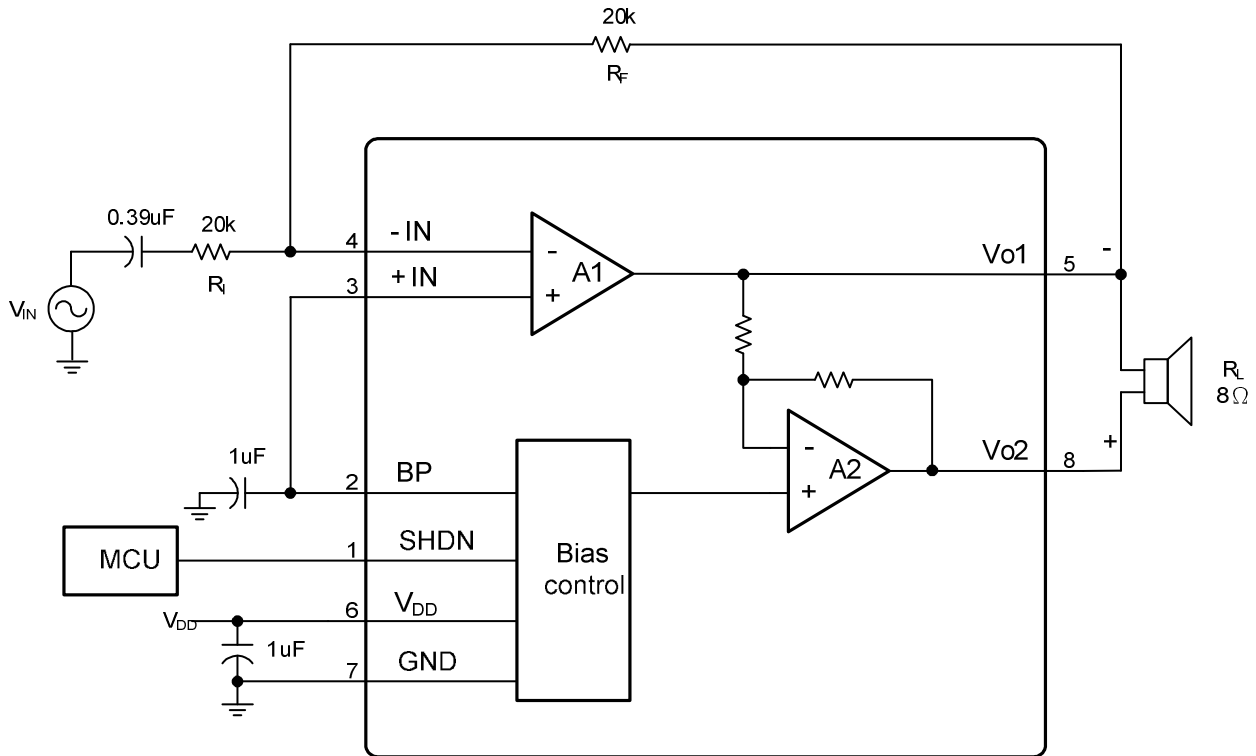 20k
RF
0.39uF
20k
RI
VIN
4
-IN
3
+IN
-
+
A1
Vo1
5
-
RL
8Ω
+
Vo2
8
-
+
A2
1uF
2
BP
MCU
1
SHDN
Bias
control
VDD
6
VDD
1uF
7
GND